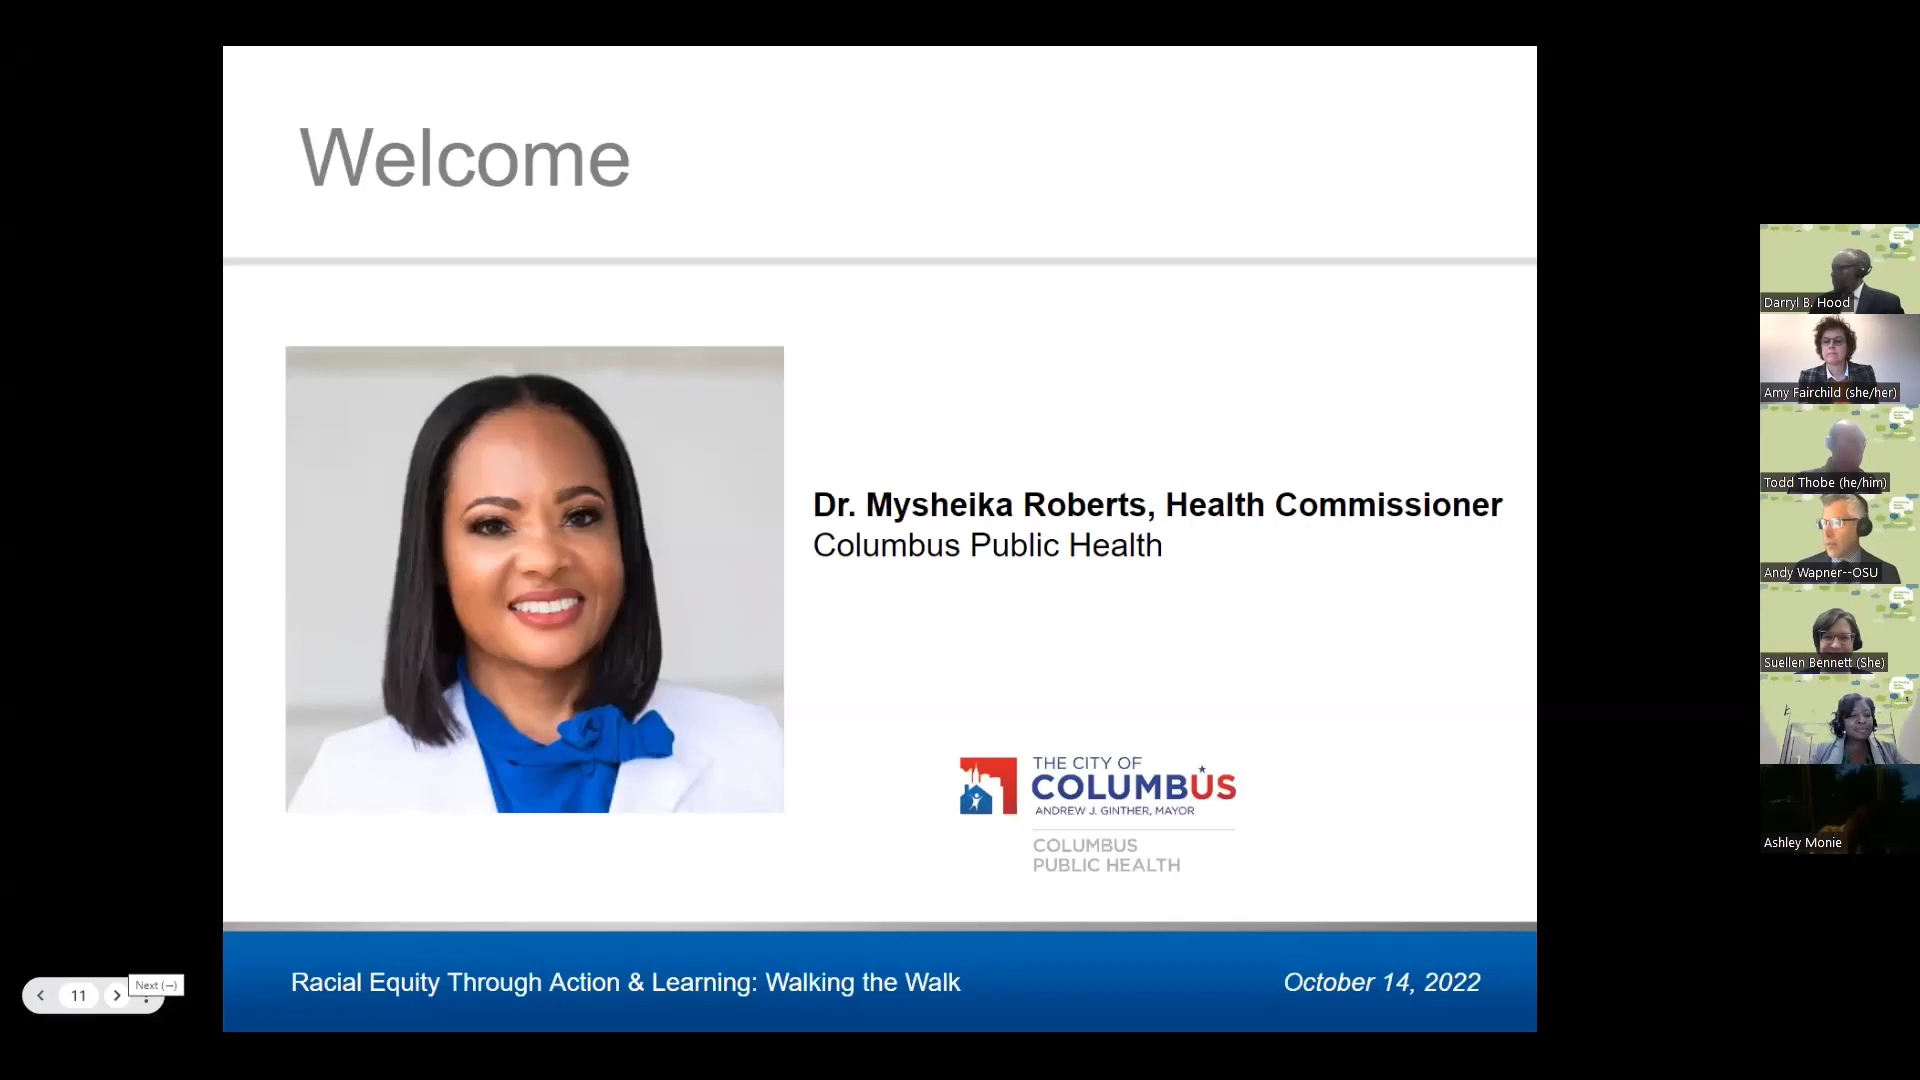 Welcome
Dr. Mysheika Roberts, Health Commissioner
Columbus Public Health
THE CITY OF
COLUMBUS
ANDREW J. GINTHER, MAYOR
COLUMBUS
PUBLIC HEALTH
Racial Equity Through Action & Learning: Walking the Walk
October 14, 2022
11
Next (→)
Darryl B. Hood
Amy Fairchild (she/her)
Todd Thobe (he/him)
Andy Wapner--OSU
Suellen Bennett (She)
Ashley Monie